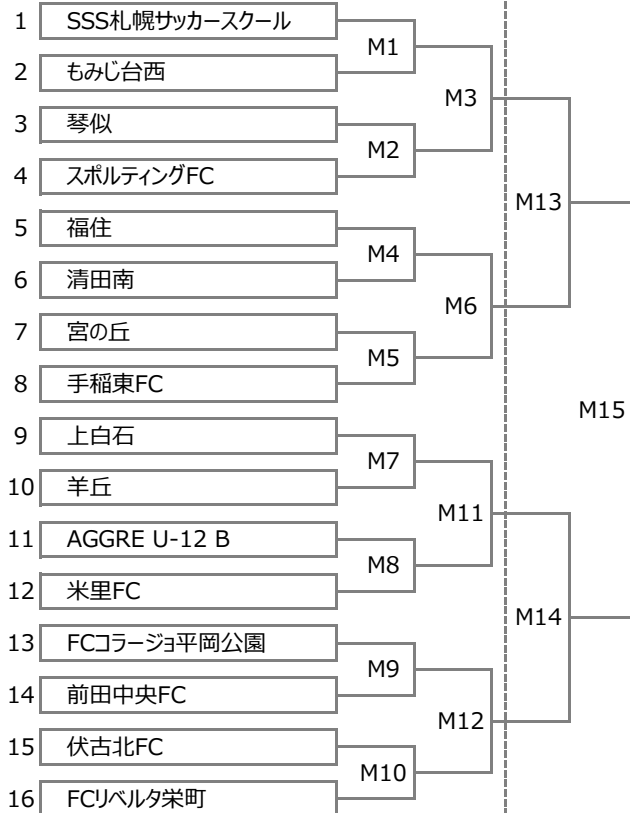 1 SSS札幌サッカースクール
M1
2 もみじ台西
M3
3 琴似
M2
4 スポルティングFC
M13
5 福住
M4
6 清田南
M6
7 宮の丘
M5
8 手稲東FC
M15
9 上白石
M7
10 羊丘
M11
11 AGGRE U-12 B
M8
12 米里FC
M14
13 FCコラージョ平岡公園
M9
14 前田中央FC
M12
15 伏古北FC
M10
16 FCリベルタ栄町